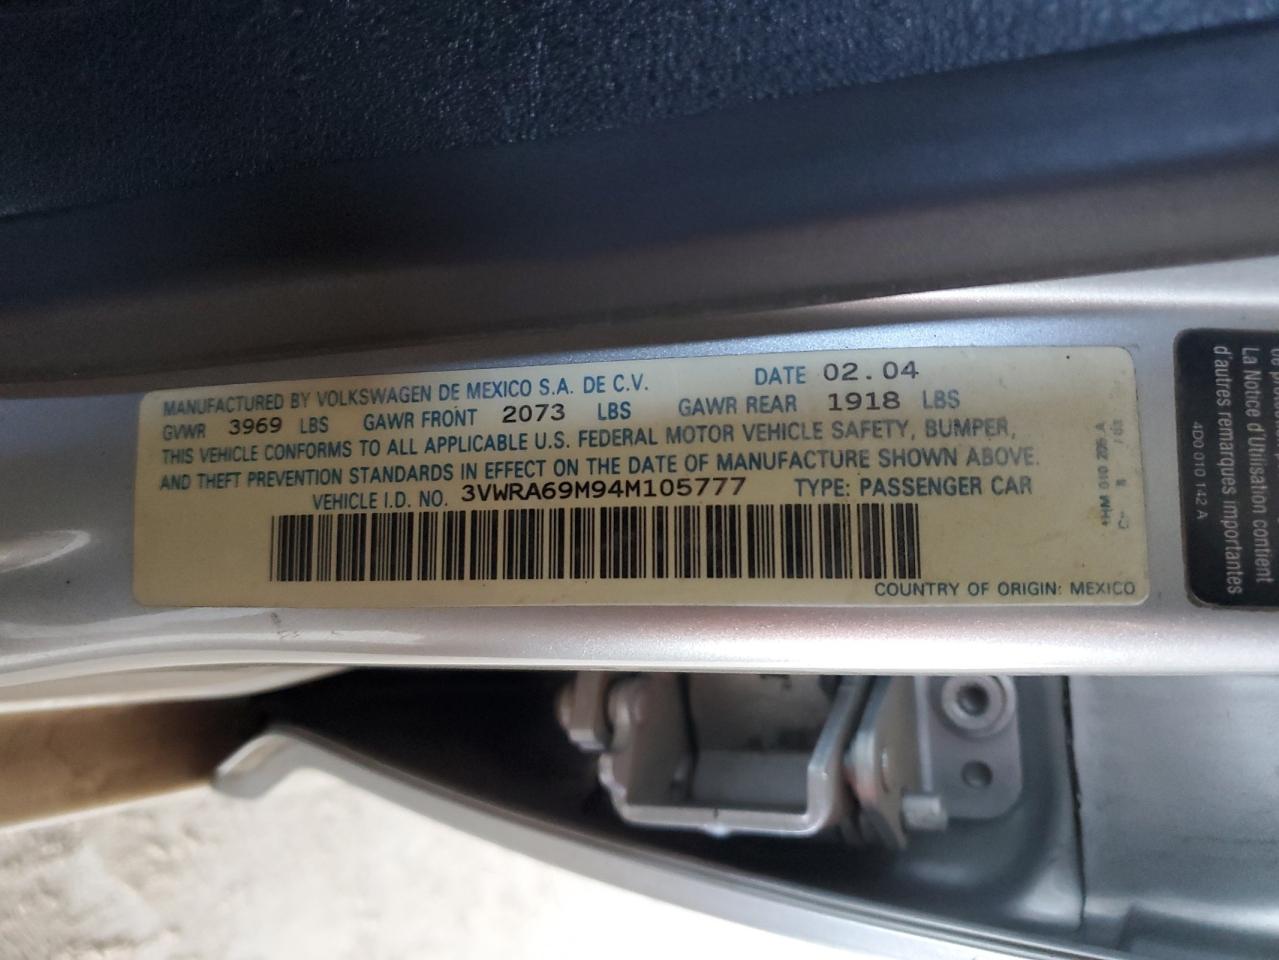 MANUFACTURED BY VOLKSWAGEN DE MEXICO S.A. DE C.V. DATE 02.04
GVWR 3969 LBS GAWR FRONT 2073 LBS GAWR REAR 1918 LBS
THIS VEHICLE CONFORMS TO ALL APPLICABLE U.S. FEDERAL MOTOR VEHICLE SAFETY, BUMPER,
AND THEFT PREVENTION STANDARDS IN EFFECT ON THE DATE OF MANUFACTURE SHOWN ABOVE.
VEHICLE I.D. NO. 3VWRA69M94M105777 TYPE: PASSENGER CAR
COUNTRY OF ORIGIN: MEXICO
La Notice d'Utilisation contient
d'autres remarques importantes
4D0 010 142 A